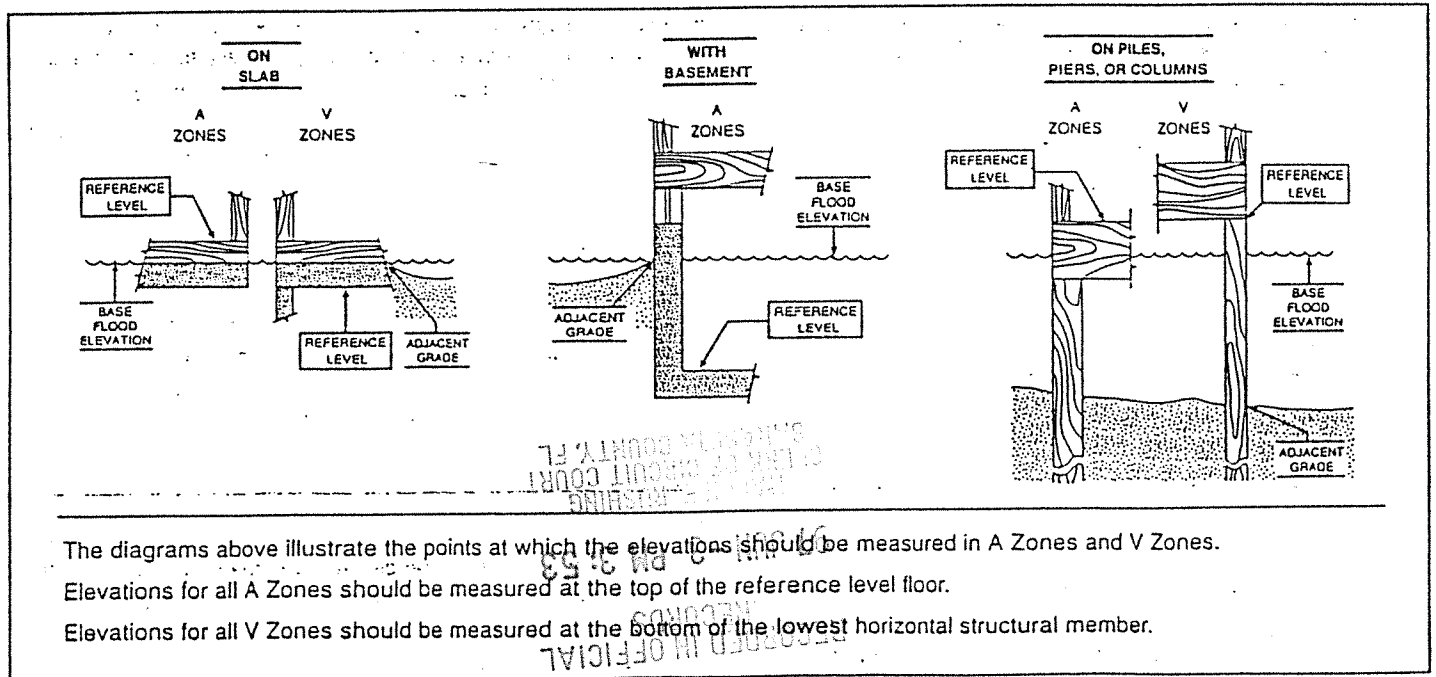 ON
SLAB
A
ZONES
V
ZONES
REFERENCE
LEVEL
BASE
FLOOD
ELEVATION
REFERENCE
LEVEL
ADJACENT
GRADE
WITH
BASEMENT
A
ZONES
BASE
FLOOD
ELEVATION
ADJACENT
GRADE
REFERENCE
LEVEL
ON PILES,
PIERS, OR COLUMNS
A
ZONES
V
ZONES
REFERENCE
LEVEL
REFERENCE
LEVEL
BASE
FLOOD
ELEVATION
ADJACENT
GRADE
The diagrams above illustrate the points at which the elevations should be measured in A Zones and V Zones.
Elevations for all A Zones should be measured at the top of the reference level floor.
Elevations for all V Zones should be measured at the bottom of the lowest horizontal structural member.
RECORDED IN OFFICIAL
RECORDS
PM 3:53
RUSHING
CLERK OF CIRCUIT COURT
COUNTY, FL